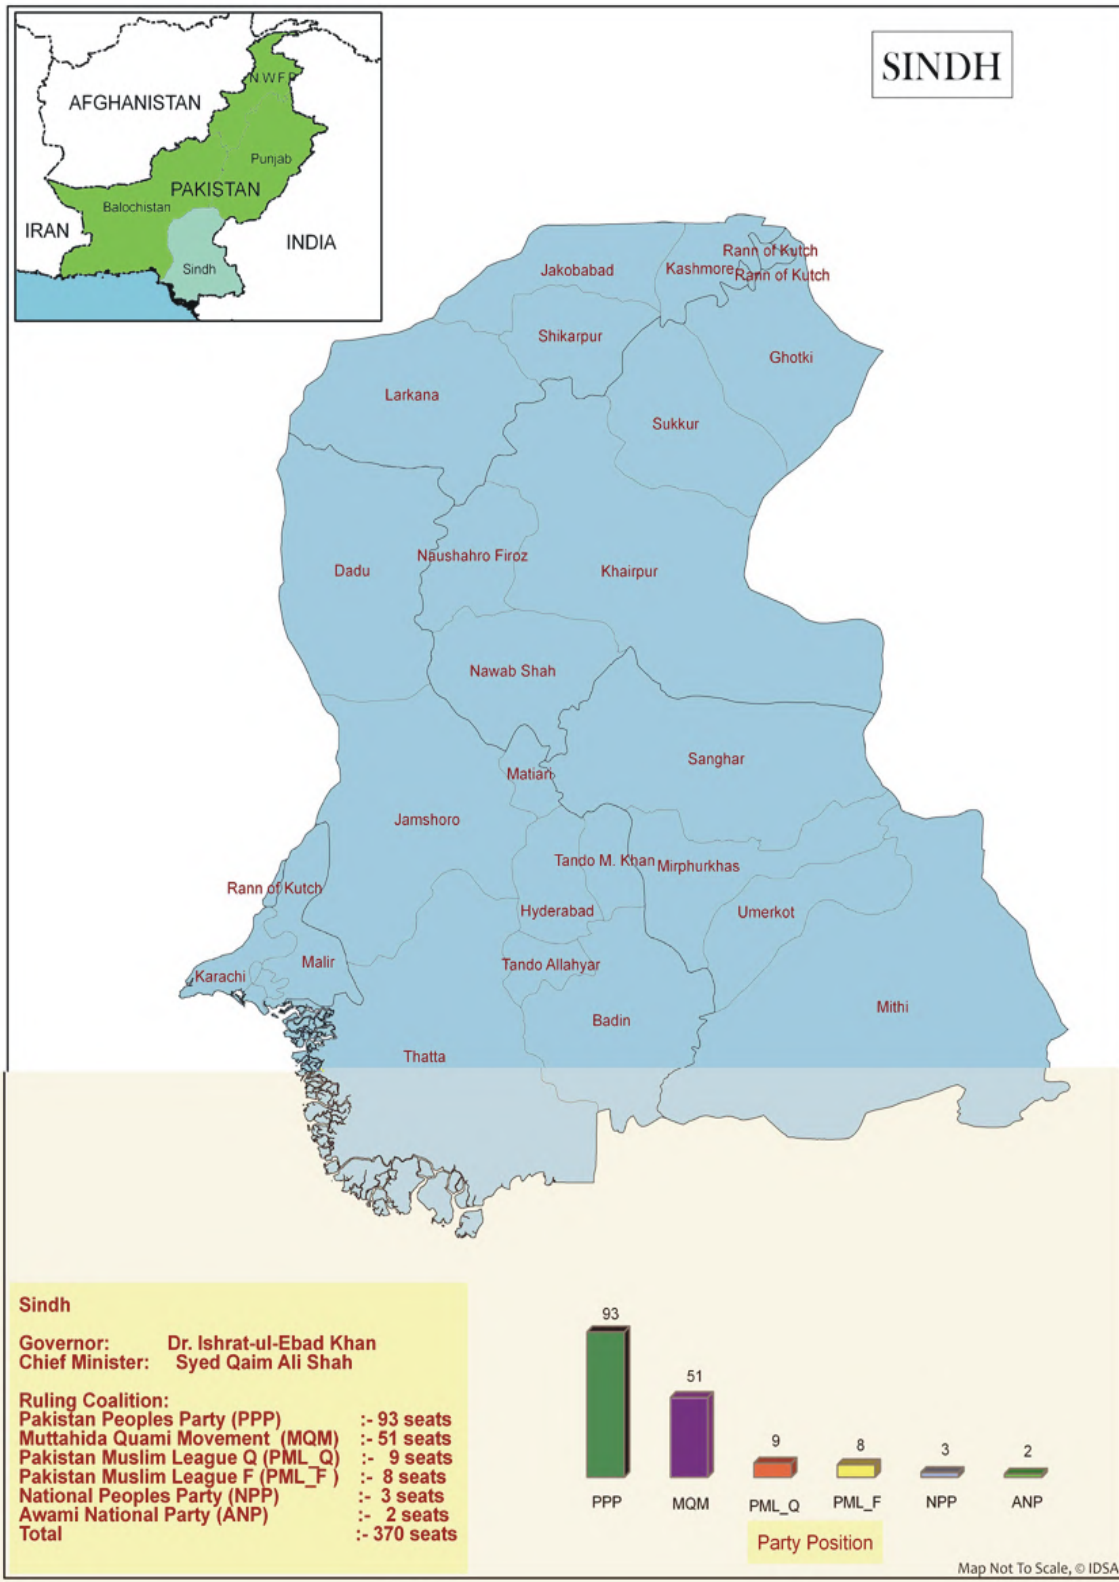 SINDH
AFGHANISTAN
NWFP
Punjab
PAKISTAN
Balochistan
IRAN
INDIA
Sindh
Rann of Kutch
Jakobabad
Kashmore
Rann of Kutch
Shikarpur
Ghotki
Larkana
Sukkur
Naushahro Firoz
Dadu
Khairpur
Nawab Shah
Sanghar
Matiari
Jamshoro
Tando M. Khan
Mirphurkhas
Rann of Kutch
Hyderabad
Umerkot
Malir
Tando Allahyar
Karachi
Mithi
Badin
Thatta
Sindh
Governor: Dr. Ishrat-ul-Ebad Khan
Chief Minister: Syed Qaim Ali Shah
Ruling Coalition:
Pakistan Peoples Party (PPP) :- 93 seats
Muttahida Quami Movement (MQM) :- 51 seats
Pakistan Muslim League Q (PML_Q) :- 9 seats
Pakistan Muslim League F (PML_F ) :- 8 seats
National Peoples Party (NPP) :- 3 seats
Awami National Party (ANP) :- 2 seats
Total :- 370 seats
93
51
9
8
3
2
PPP
MQM
PML_Q
PML_F
NPP
ANP
Party Position
Map Not To Scale, © IDSA